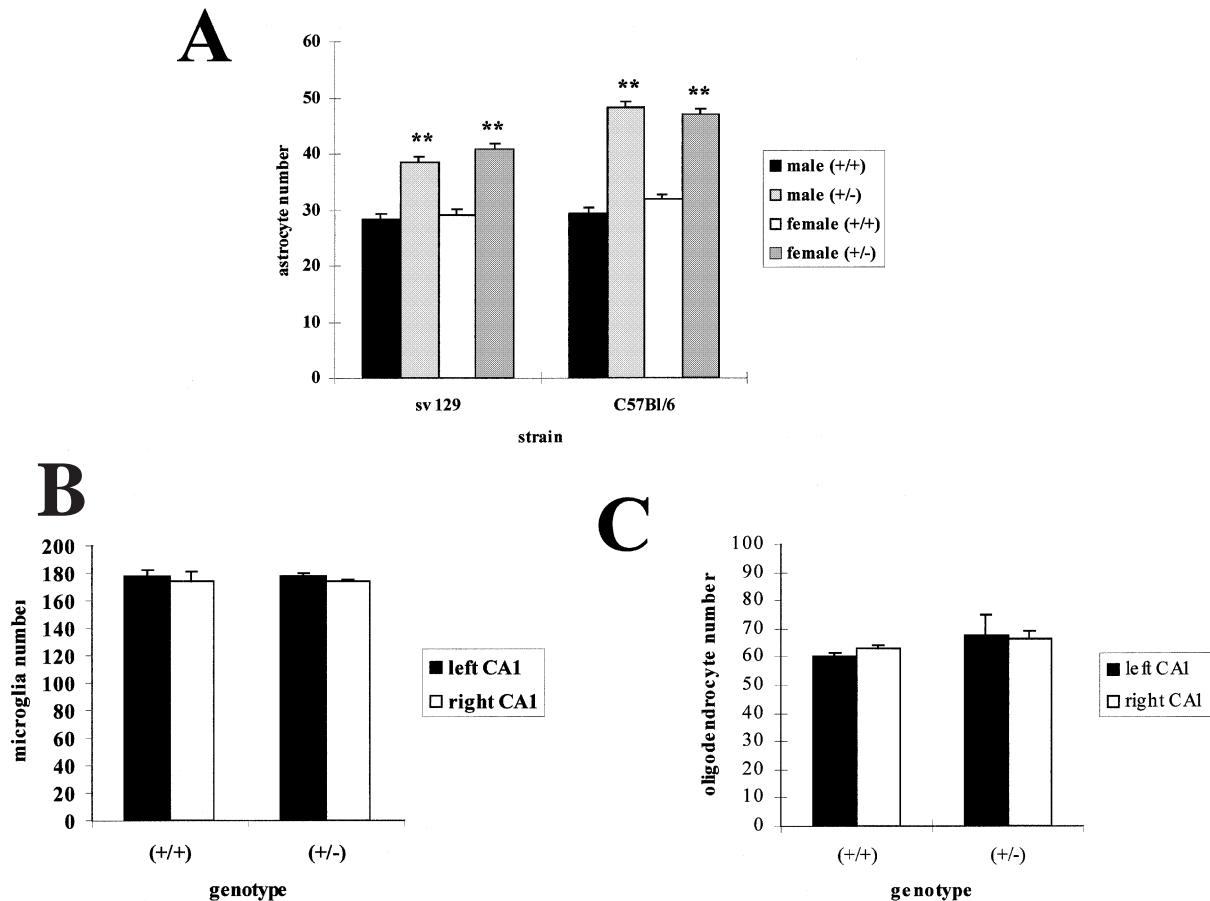 A
60
50
40
30
20
10
0
astrocyte number
** ** ** **
sv 129 C57Bl/6
strain
male (+/+)
male (+/-)
female (+/+)
female (+/-)
B
200
180
160
140
120
100
80
60
40
20
0
microglia number
(+/+) (+/-)
genotype
left CA1
right CA1
C
100
90
80
70
60
50
40
30
20
10
0
oligodendrocyte number
(+/+) (+/-)
genotype
left CA1
right CA1